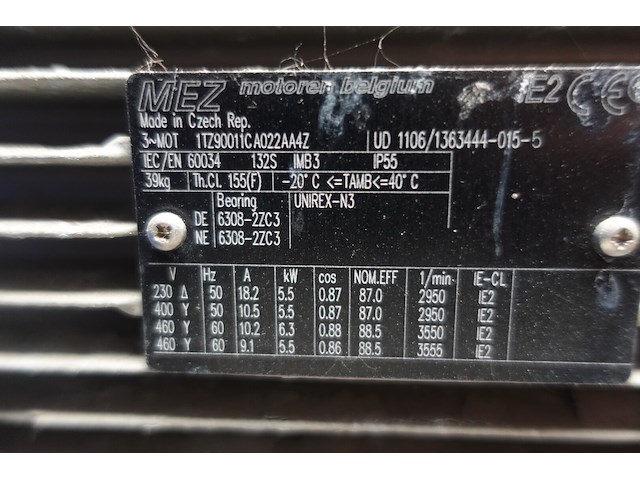 MEZ motoren belgium IE2 CE
Made in Czech Rep.
3~MOT 1TZ90011CA022AA4Z UD 1106/1363444-015-5
IEC/EN 60034 132S IMB3 IP55
39kg Th.Cl. 155(F) -20°C <=TAMB<=40°C
Bearing UNIREX-N3
DE 6308-2ZC3
NE 6308-2ZC3
V Hz A kW cos NOM.EFF 1/min IE-CL
230 Δ 50 18.2 5.5 0.87 87.0 2950 IE2
400 Y 50 10.5 5.5 0.87 87.0 2950 IE2
460 Y 60 10.2 6.3 0.88 88.5 3550 IE2
460 Y 60 9.1 5.5 0.86 88.5 3555 IE2